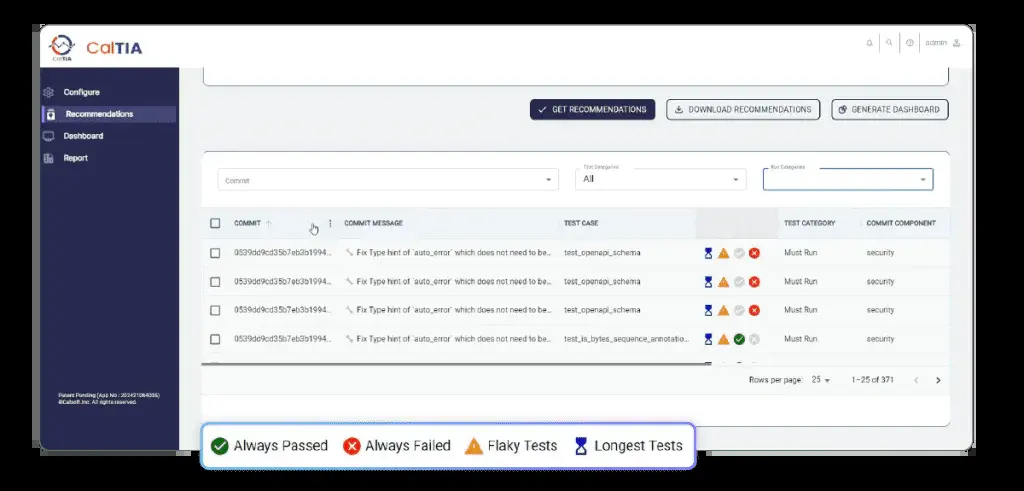 CalTIA
CalTIA
admin
Configure
Recommendations
Dashboard
Report
GET RECOMMENDATIONS
DOWNLOAD RECOMMENDATIONS
GENERATE DASHBOARD
Commit
Test Categories
All
Run Categories
COMMIT
COMMIT MESSAGE
TEST CASE
TEST CATEGORY
COMMIT COMPONENT
0539dd9cd35b7eb3b1994... Fix Type hint of `auto_error` which does not need to be... test_openapi_schema Must Run security
0539dd9cd35b7eb3b1994... Fix Type hint of `auto_error` which does not need to be... test_openapi_schema Must Run security
0539dd9cd35b7eb3b1994... Fix Type hint of `auto_error` which does not need to be... test_openapi_schema Must Run security
0539dd9cd35b7eb3b1994... Fix Type hint of `auto_error` which does not need to be... test_is_bytes_sequence_annotatio... Must Run security
Rows per page: 25 1-25 of 371
Patent Pending (App No :
©Calsoft Inc. All rights reserved.
Always Passed Always Failed Flaky Tests Longest Tests